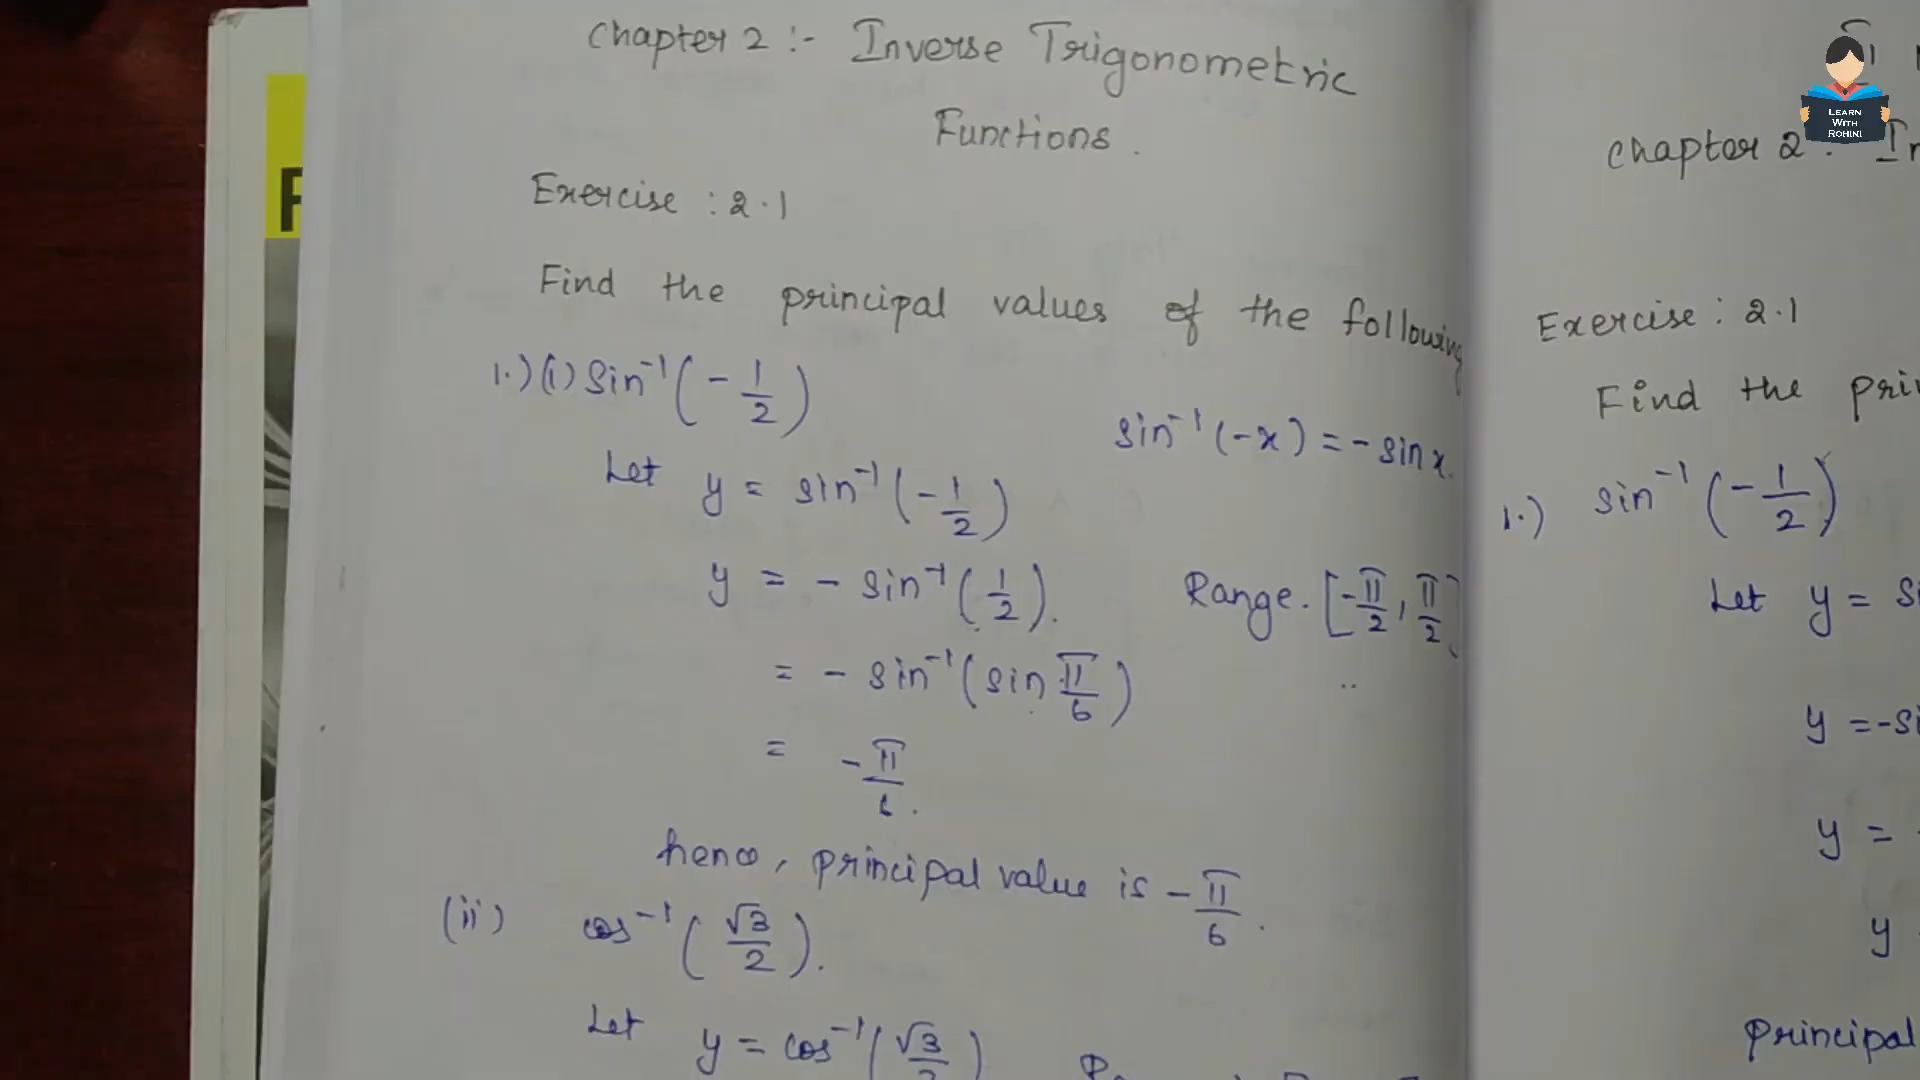 Chapter 2 :- Inverse Trigonometric
Functions.
Exercise : 2.1
Find the principal values of the following
1.) (i) Sin⁻¹(-1/2)
sin⁻¹(-x) = -sin x.
Let y = sin⁻¹(-1/2)
y = - sin⁻¹(1/2).
Range. [-π/2, π/2]
= - sin⁻¹(sin π/6)
= -π/6.
hence, principal value is -π/6.
(ii) cos⁻¹(√3/2).
Let y = cos⁻¹(√3/2)
LEARN
WITH
ROHINI
Chapter 2 :
Exercise : 2.1
Find the pri
1.) sin⁻¹(-1/2)
Let y = si
y = -si
y =
y
Principal